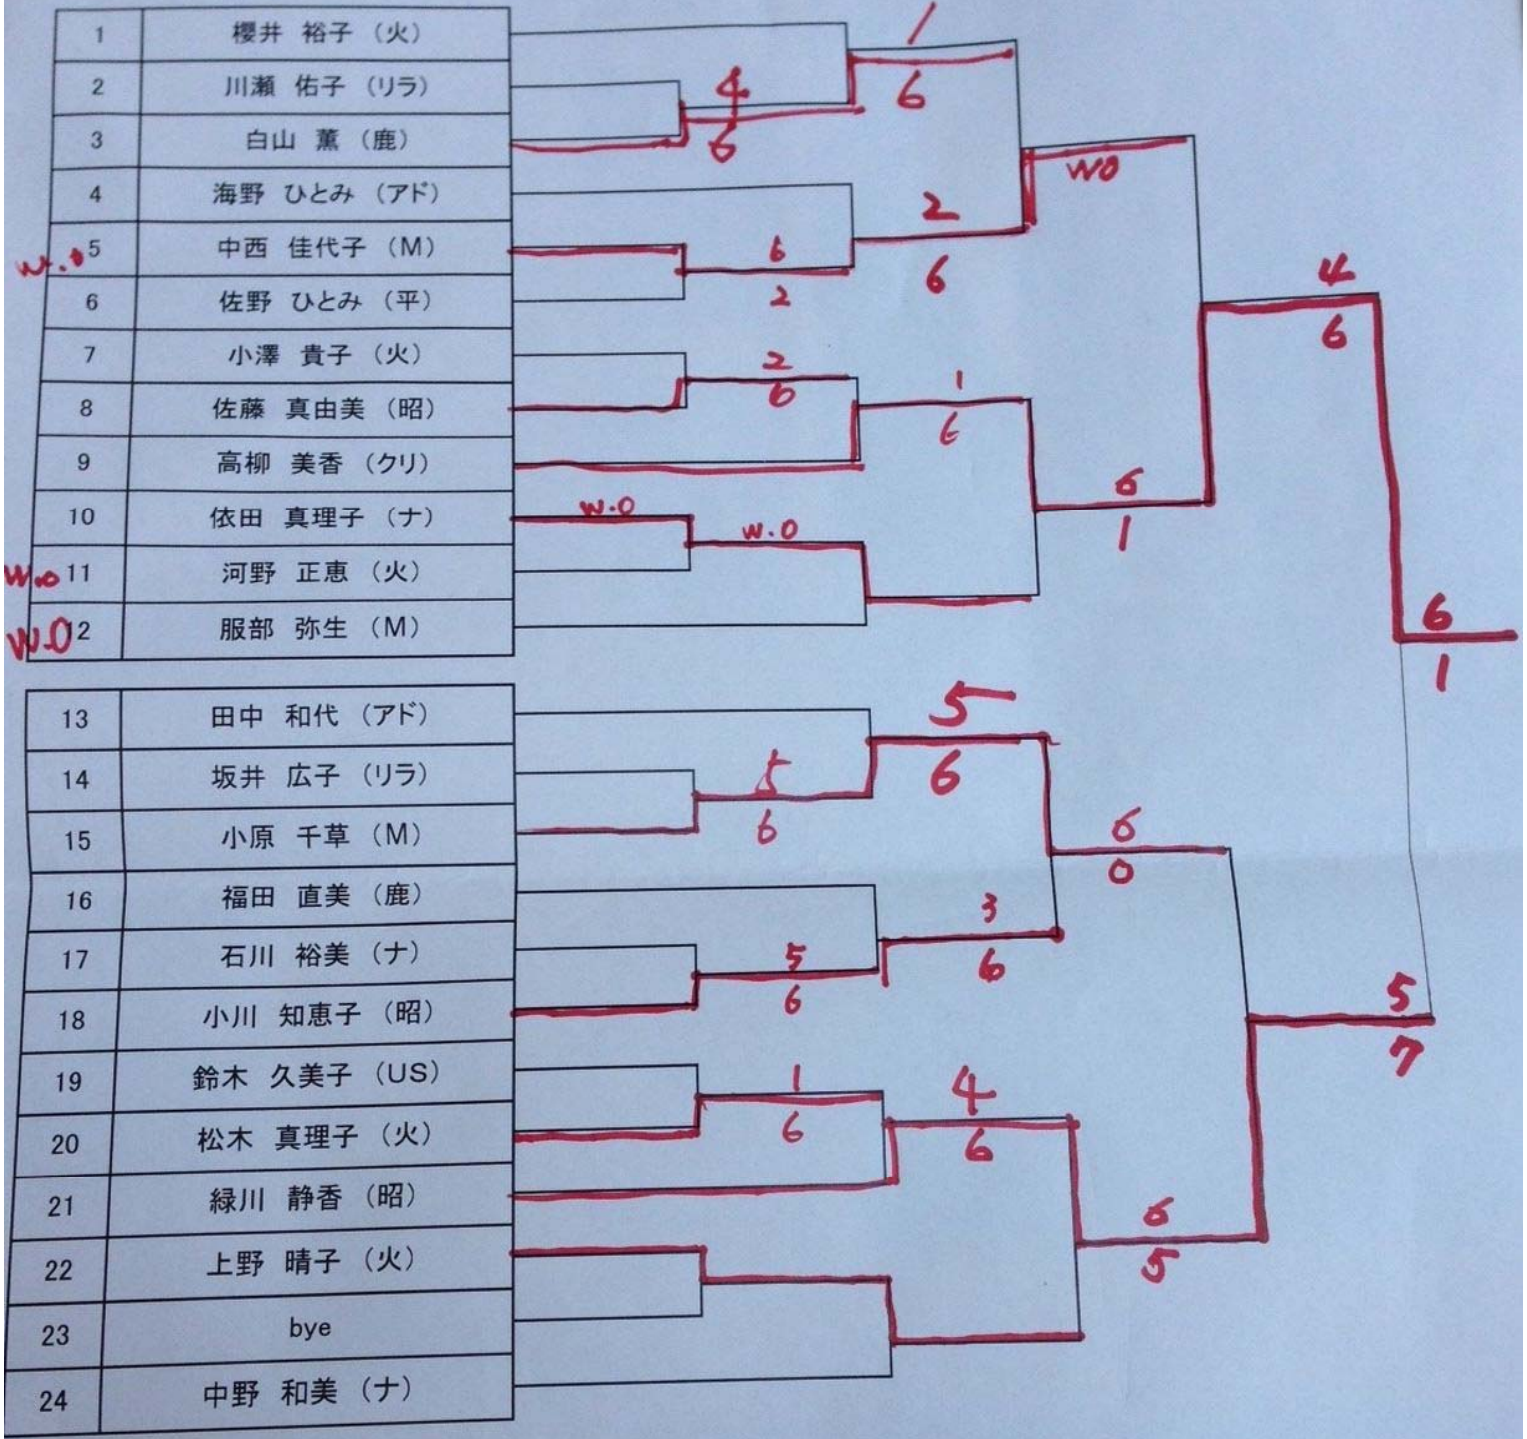 1 櫻井 裕子 （火）
2 川瀬 佑子 （リラ）
3 白山 薫 （鹿）
4 海野 ひとみ （アド）
w.o 5 中西 佳代子 （M）
6 佐野 ひとみ （平）
7 小澤 貴子 （火）
8 佐藤 真由美 （昭）
9 高柳 美香 （クリ）
10 依田 真理子 （ナ）
w.o 11 河野 正恵 （火）
W.O 12 服部 弥生 （M）
13 田中 和代 （アド）
14 坂井 広子 （リラ）
15 小原 千草 （M）
16 福田 直美 （鹿）
17 石川 裕美 （ナ）
18 小川 知恵子 （昭）
19 鈴木 久美子 （US）
20 松木 真理子 （火）
21 緑川 静香 （昭）
22 上野 晴子 （火）
23 bye
24 中野 和美 （ナ）
4
6
6
2
2
6
w.o
w.o
5
6
5
6
1
6
1
6
2
6
1
6
5
6
3
6
4
6
wo
6
1
6
0
6
5
4
6
5
7
6
1